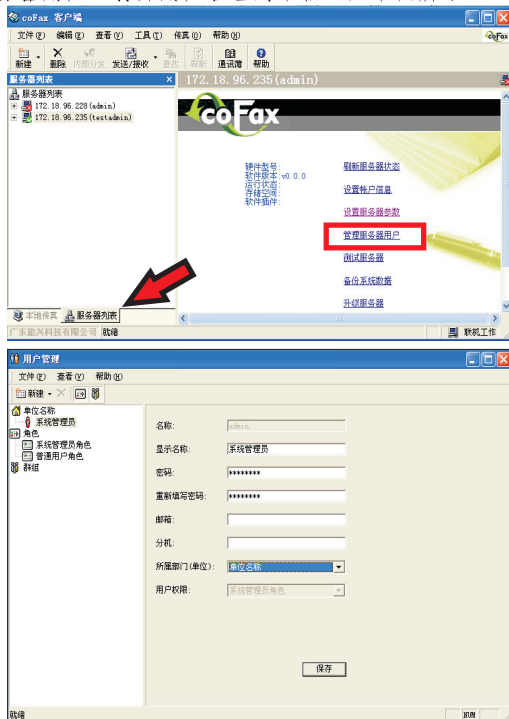 coFax 客户端
文件(F) 编辑(E) 查看(V) 工具(T) 传真(O) 帮助(H)
coFax
新建 删除 内部分发 发送/接收 查找 刷新 通讯簿 帮助
服务器列表 ×
服务器列表
172.18.96.228(admin)
172.18.96.235(testadmin)
172.18.96.235(admin)
coFax
硬件型号:
软件版本:v0.0.0
运行状态:
存储空间:
软件插件:
刷新服务器状态
设置帐户信息
设置服务器参数
管理服务器用户
测试服务器
备份系统数据
升级服务器
本地传真 服务器列表
广东能兴科技有限公司 就绪 联机工作
用户管理
文件(F) 查看(V) 帮助(H)
新建
单位名称
系统管理员
角色
系统管理员角色
普通用户角色
群组
名称: admin
显示名称: 系统管理员
密码: ********
重新填写密码: ********
邮箱:
分机:
所属部门(单位): 单位名称
用户权限: 系统管理员角色
保存
就绪 NUM